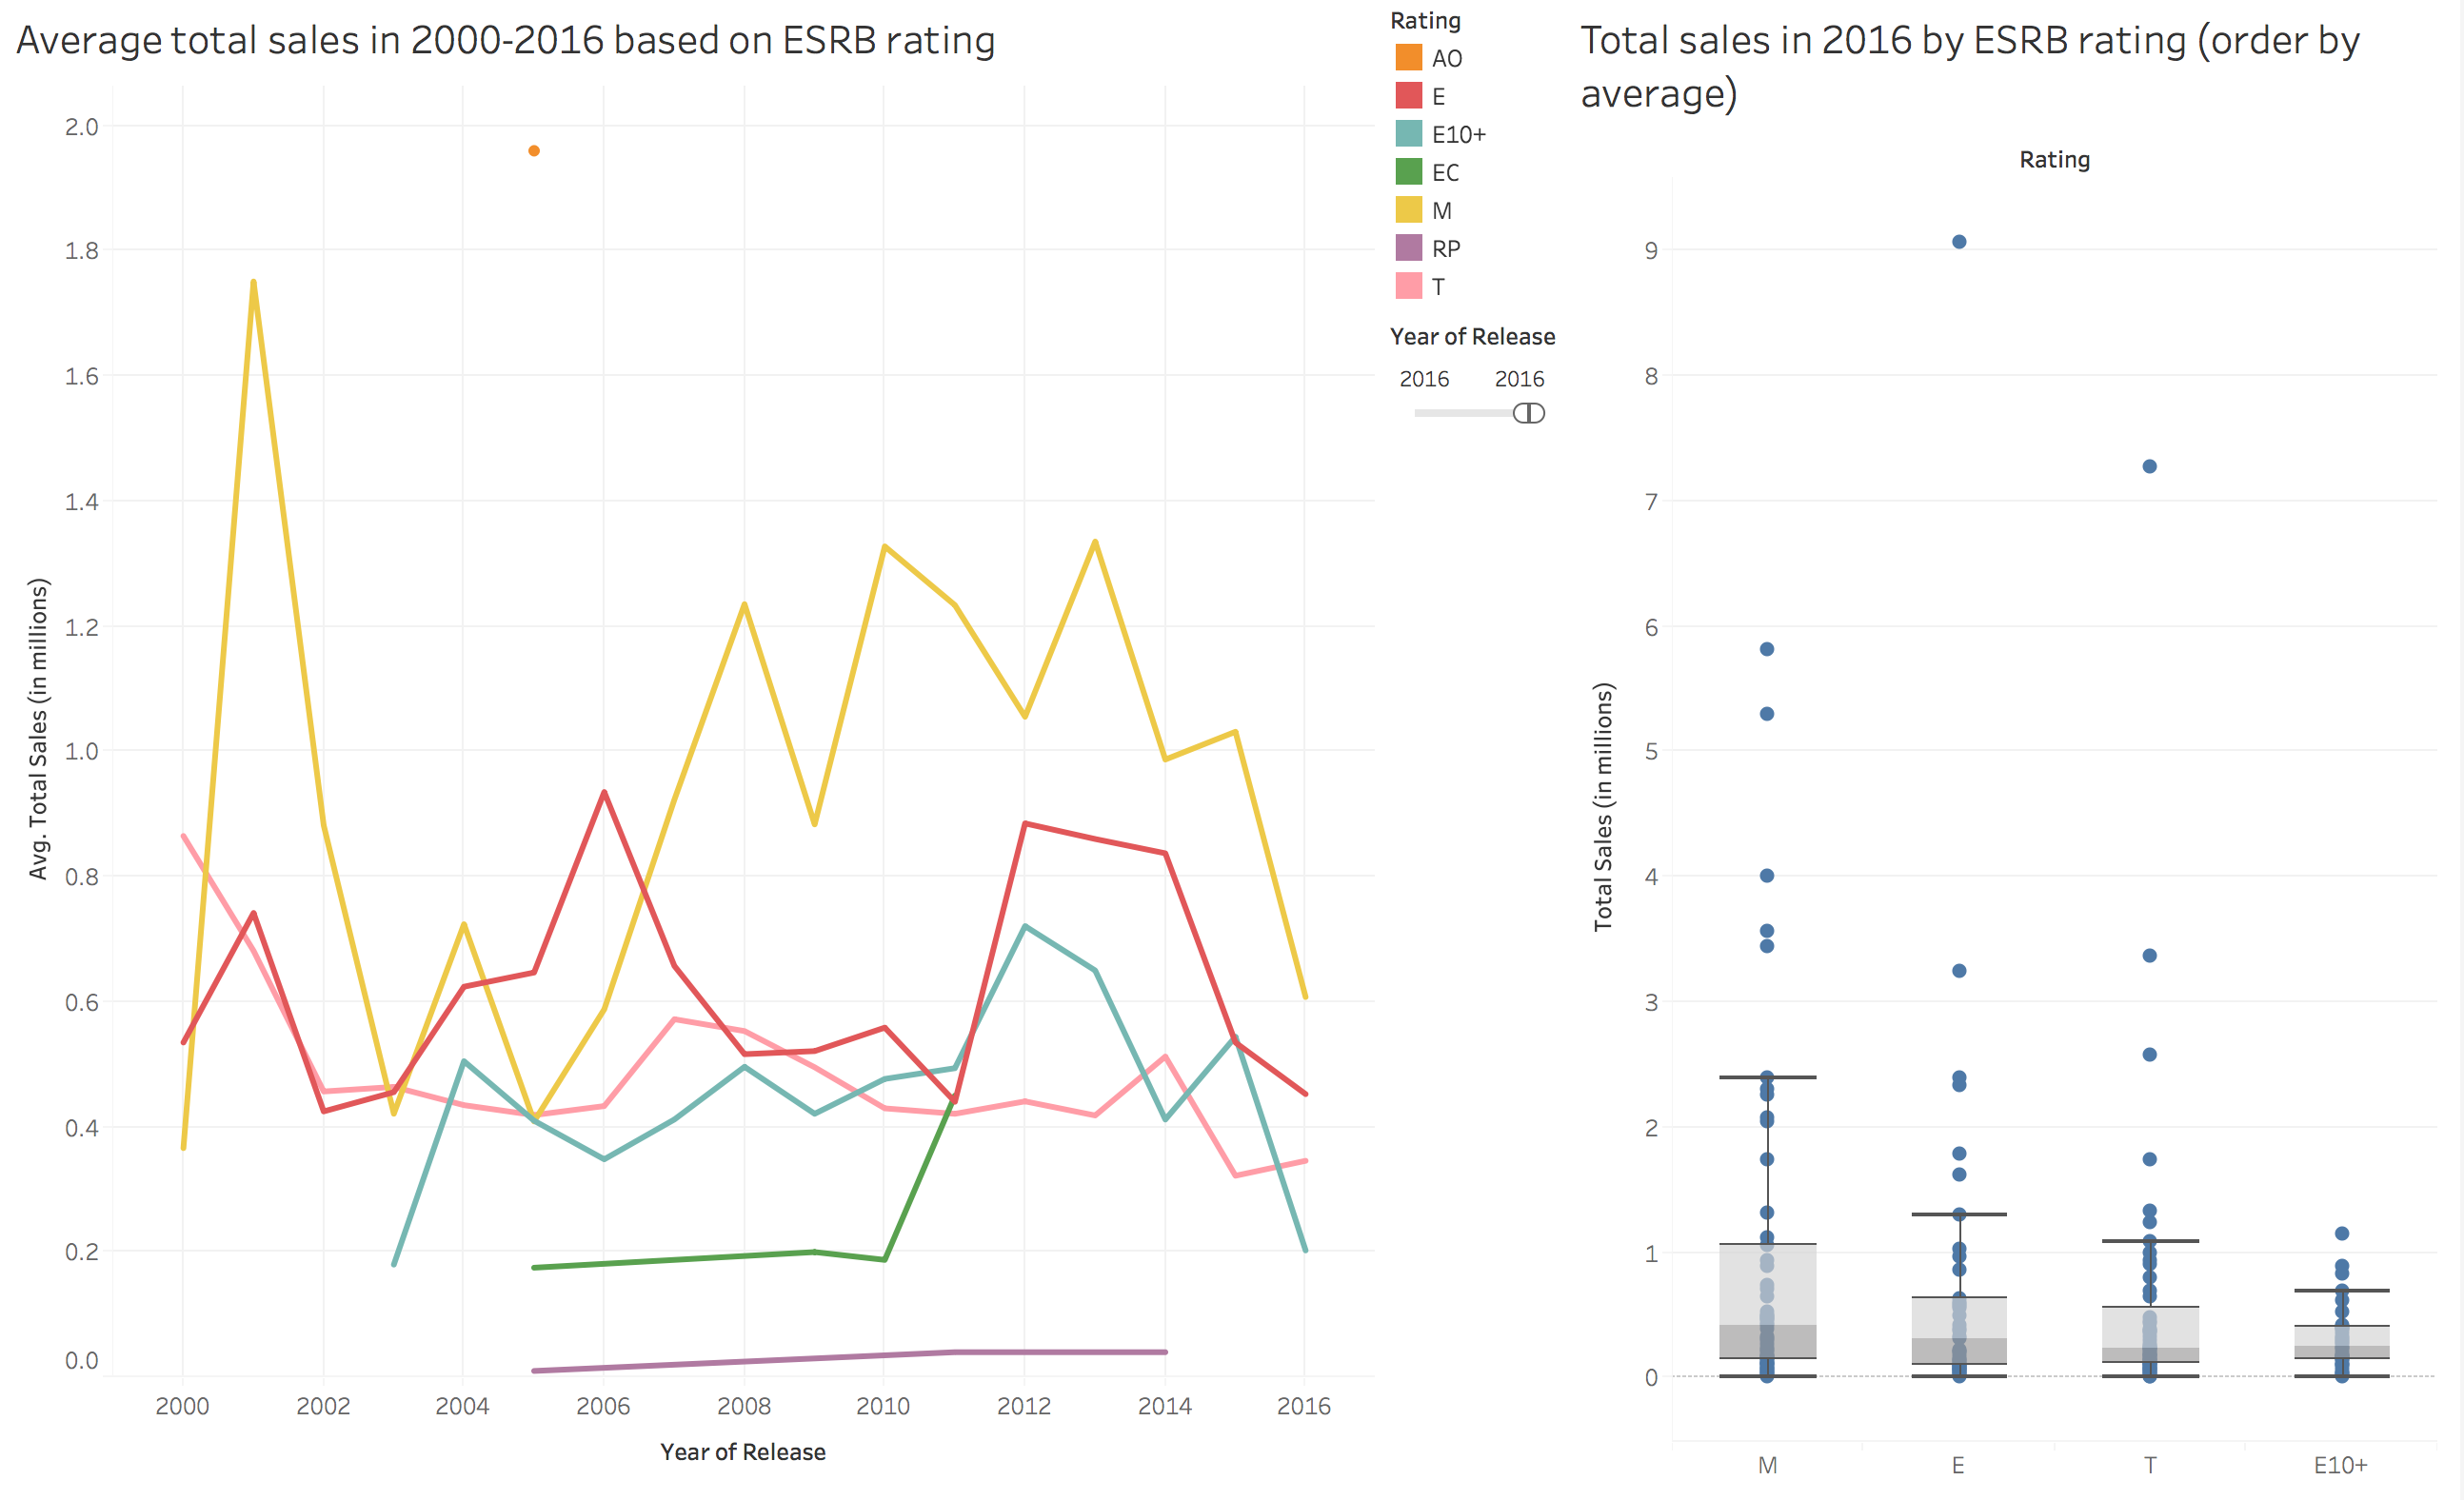 Average total sales in 2000-2016 based on ESRB rating
2.0
1.8
1.6
1.4
1.2
1.0
0.8
0.6
0.4
0.2
0.0
Avg. Total Sales (in millions)
2000 2002 2004 2006 2008 2010 2012 2014 2016
Year of Release
Rating
AO
E
E10+
EC
M
RP
T
Year of Release
2016 2016
Total sales in 2016 by ESRB rating (order by
average)
Rating
9
8
7
6
5
4
3
2
1
0
Total Sales (in millions)
M E T E10+